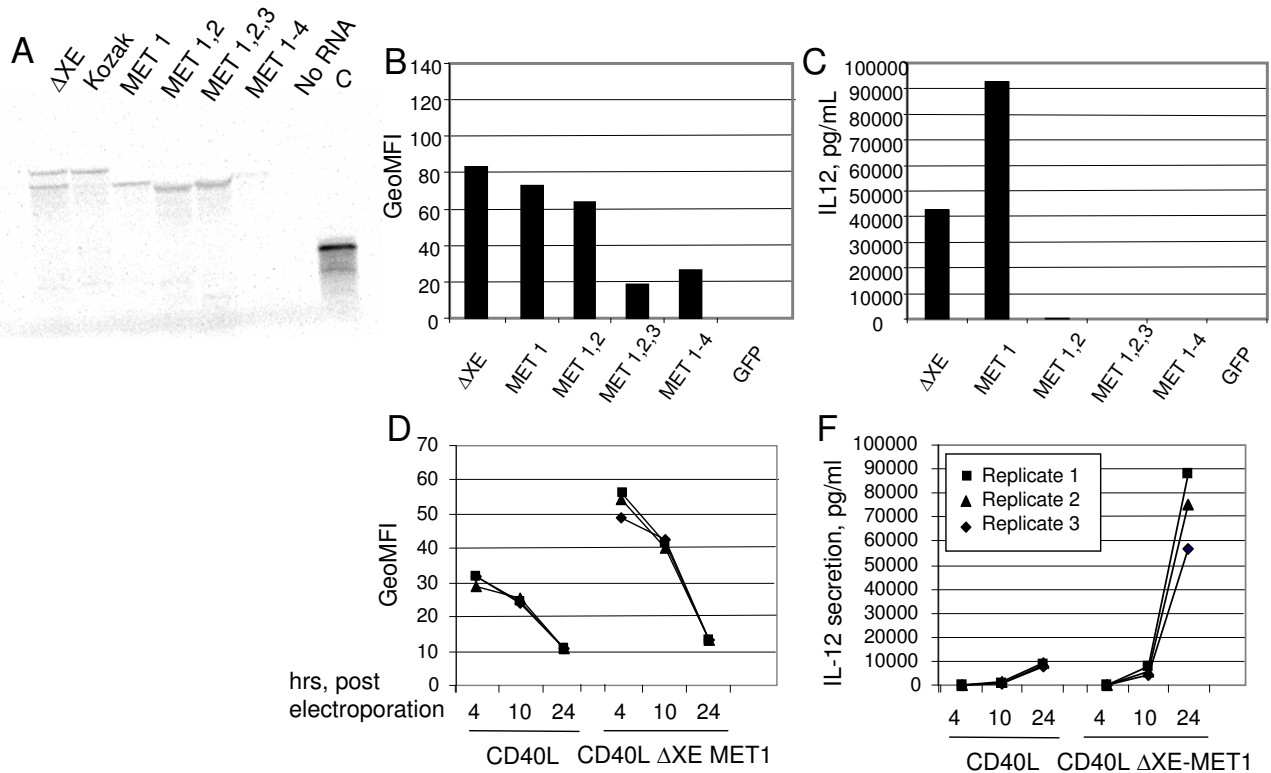 A
ΔXE
Kozak
MET 1
MET 1,2
MET 1,2,3
MET 1-4
No RNA
C
B
GeoMFI
140
120
100
80
60
40
20
0
ΔXE
MET 1
MET 1,2
MET 1,2,3
MET 1-4
GFP
C
IL12, pg/mL
100000
90000
80000
70000
60000
50000
40000
30000
20000
10000
0
ΔXE
MET 1
MET 1,2
MET 1,2,3
MET 1-4
GFP
D
GeoMFI
70
60
50
40
30
20
10
0
hrs, post
electroporation
4 10 24 4 10 24
CD40L CD40L ΔXE MET1
F
IL-12 secretion, pg/ml
100000
90000
80000
70000
60000
50000
40000
30000
20000
10000
0
Replicate 1
Replicate 2
Replicate 3
4 10 24 4 10 24
CD40L CD40L ΔXE-MET1